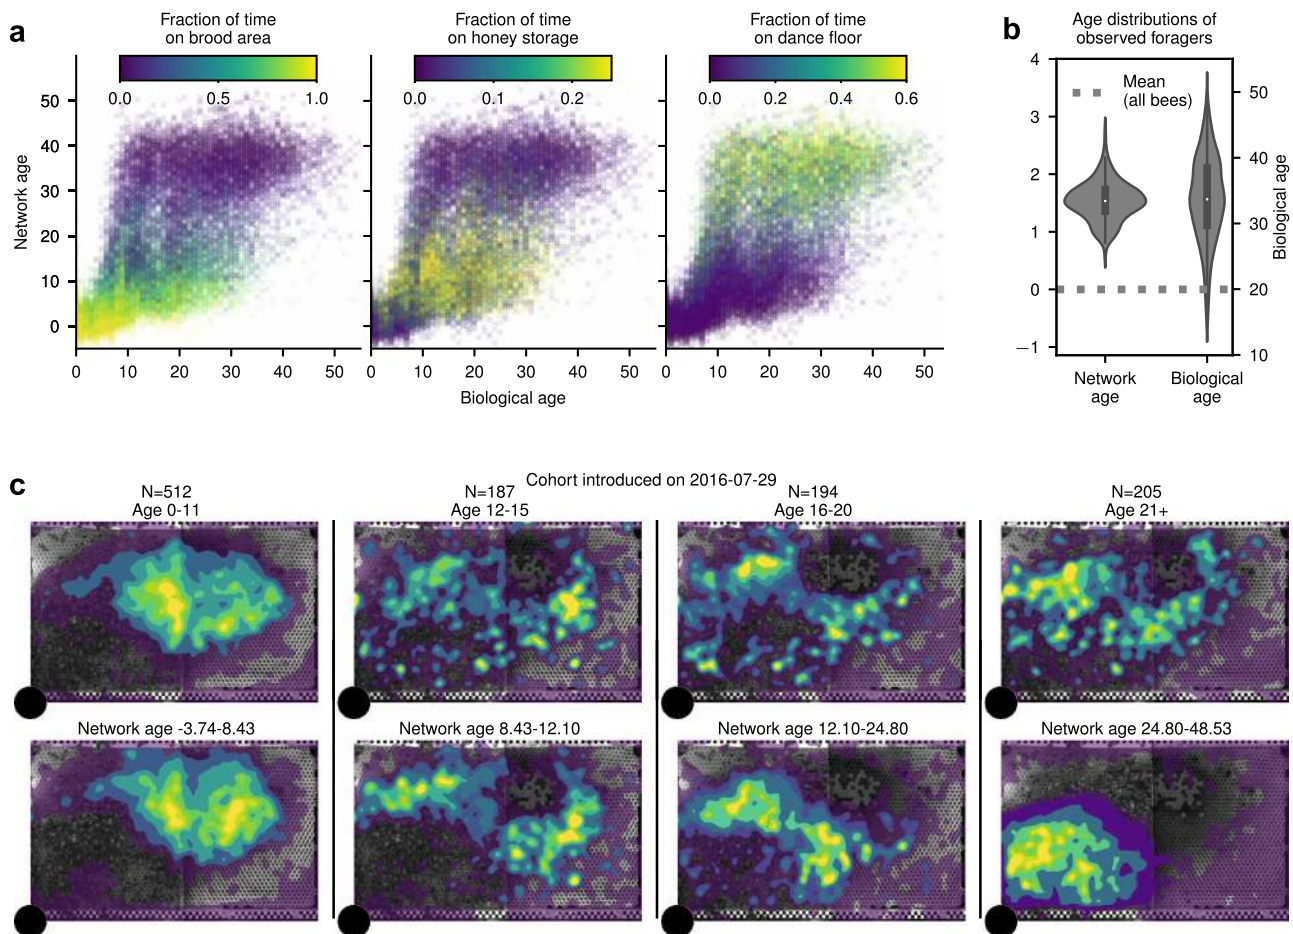 a
Fraction of time
on brood area
0.0 0.5 1.0
Fraction of time
on honey storage
0.0 0.1 0.2
Fraction of time
on dance floor
0.0 0.2 0.4 0.6
Network age
50
40
30
20
10
0
0 10 20 30 40 50
0 10 20 30 40 50
0 10 20 30 40 50
Biological age
b
Age distributions of
observed foragers
Mean
(all bees)
4
3
2
1
0
−1
50
40
30
20
10
Biological age
Network
age
Biological
age
c
Cohort introduced on 2016-07-29
N=512
Age 0-11
N=187
Age 12-15
N=194
Age 16-20
N=205
Age 21+
Network age -3.74-8.43
Network age 8.43-12.10
Network age 12.10-24.80
Network age 24.80-48.53